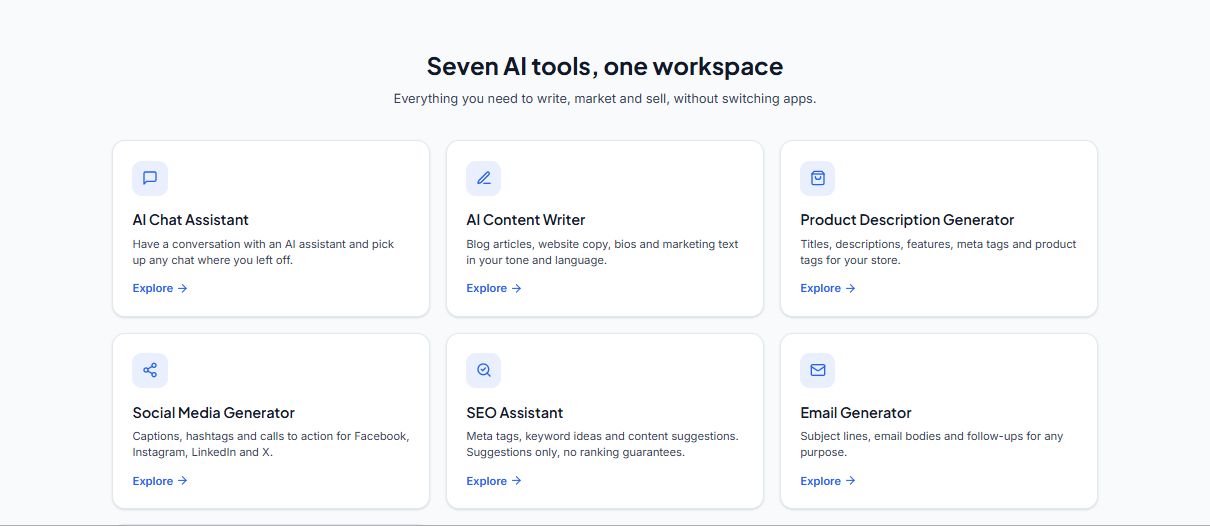 Seven AI tools, one workspace
Everything you need to write, market and sell, without switching apps.
AI Chat Assistant
Have a conversation with an AI assistant and pick
up any chat where you left off.
Explore →
AI Content Writer
Blog articles, website copy, bios and marketing text
in your tone and language.
Explore →
Product Description Generator
Titles, descriptions, features, meta tags and product
tags for your store.
Explore →
Social Media Generator
Captions, hashtags and calls to action for Facebook,
Instagram, LinkedIn and X.
Explore →
SEO Assistant
Meta tags, keyword ideas and content suggestions.
Suggestions only, no ranking guarantees.
Explore →
Email Generator
Subject lines, email bodies and follow-ups for any
purpose.
Explore →